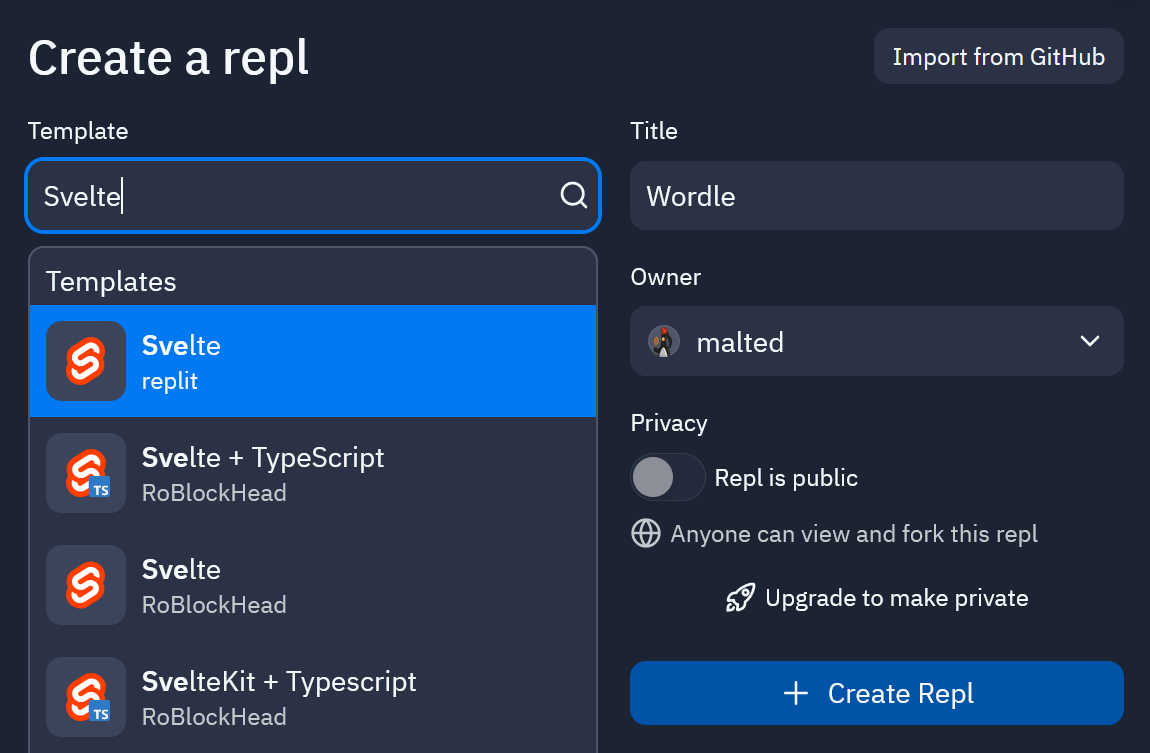 Create a repl
Import from GitHub
Template
Svelte
Templates
Svelte
replit
Svelte + TypeScript
RoBlockHead
TS
Svelte
RoBlockHead
SvelteKit + Typescript
RoBlockHead
TS
Title
Wordle
Owner
malted
Privacy
Repl is public
Anyone can view and fork this repl
Upgrade to make private
Create Repl